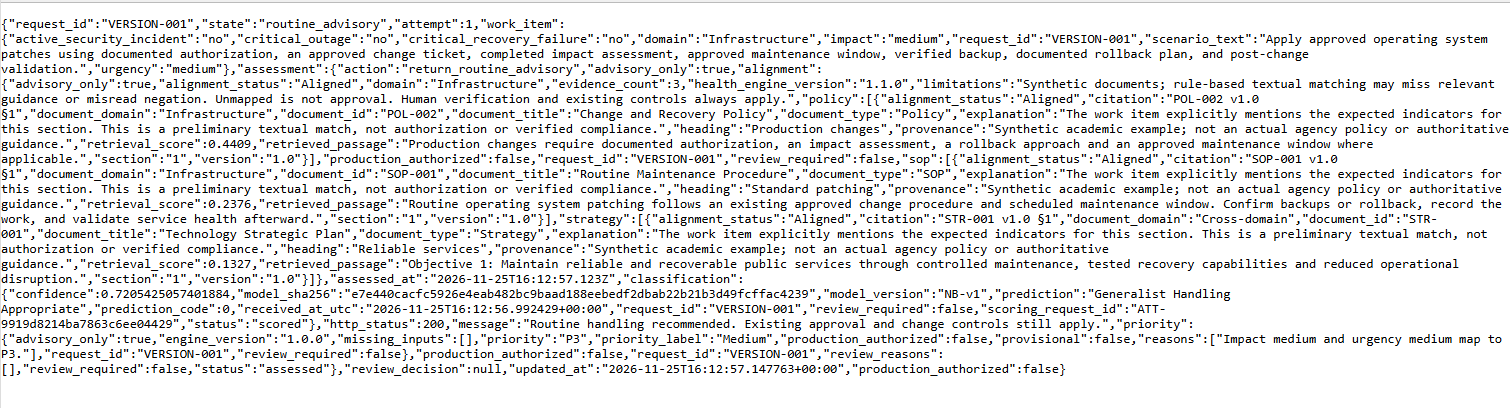 {"request_id":"VERSION-001","state":"routine_advisory","attempt":1,"work_item":
{"active_security_incident":"no","critical_outage":"no","critical_recovery_failure":"no","domain":"Infrastructure","impact":"medium","request_id":"VERSION-001","scenario_text":"Apply approved operating system
patches using documented authorization, an approved change ticket, completed impact assessment, approved maintenance window, verified backup, documented rollback plan, and post-change
validation.","urgency":"medium"},"assessment":{"action":"return_routine_advisory","advisory_only":true,"alignment":
{"advisory_only":true,"alignment_status":"Aligned","domain":"Infrastructure","evidence_count":3,"health_engine_version":"1.1.0","limitations":"Synthetic documents; rule-based textual matching may miss relevant
guidance or misread negation. Unmapped is not approval. Human verification and existing controls always apply.","policy":[{"alignment_status":"Aligned","citation":"POL-002 v1.0
§1","document_domain":"Infrastructure","document_id":"POL-002","document_title":"Change and Recovery Policy","document_type":"Policy","explanation":"The work item explicitly mentions the expected indicators for
this section. This is a preliminary textual match, not authorization or verified compliance.","heading":"Production changes","provenance":"Synthetic academic example; not an actual agency policy or authoritative
guidance.","retrieval_score":0.4409,"retrieved_passage":"Production changes require documented authorization, an impact assessment, a rollback approach and an approved maintenance window where
applicable.","section":"1","version":"1.0"}],"production_authorized":false,"request_id":"VERSION-001","review_required":false,"sop":[{"alignment_status":"Aligned","citation":"SOP-001 v1.0
§1","document_domain":"Infrastructure","document_id":"SOP-001","document_title":"Routine Maintenance Procedure","document_type":"SOP","explanation":"The work item explicitly mentions the expected indicators for
this section. This is a preliminary textual match, not authorization or verified compliance.","heading":"Standard patching","provenance":"Synthetic academic example; not an actual agency policy or authoritative
guidance.","retrieval_score":0.2376,"retrieved_passage":"Routine operating system patching follows an existing approved change procedure and scheduled maintenance window. Confirm backups or rollback, record the
work, and validate service health afterward.","section":"1","version":"1.0"}],"strategy":[{"alignment_status":"Aligned","citation":"STR-001 v1.0 §1","document_domain":"Cross-domain","document_id":"STR-
001","document_title":"Technology Strategic Plan","document_type":"Strategy","explanation":"The work item explicitly mentions the expected indicators for this section. This is a preliminary textual match, not
authorization or verified compliance.","heading":"Reliable services","provenance":"Synthetic academic example; not an actual agency policy or authoritative
guidance.","retrieval_score":0.1327,"retrieved_passage":"Objective 1: Maintain reliable and recoverable public services through controlled maintenance, tested recovery capabilities and reduced operational
disruption.","section":"1","version":"1.0"}]},"assessed_at":"2026-11-25T16:12:57.123Z","classification":
{"confidence":0.7205425057401884,"model_sha256":"e7e440cacfc5926e4eab482bc9baad188eebedf2dbab22b21b3d49fcffac4239","model_version":"NB-v1","prediction":"Generalist Handling
Appropriate","prediction_code":0,"received_at_utc":"2026-11-25T16:12:56.992429+00:00","request_id":"VERSION-001","review_required":false,"scoring_request_id":"ATT-
9919d8214ba7863c6ee04429","status":"scored"},"http_status":200,"message":"Routine handling recommended. Existing approval and change controls still apply.","priority":
{"advisory_only":true,"engine_version":"1.0.0","missing_inputs":[],"priority":"P3","priority_label":"Medium","production_authorized":false,"provisional":false,"reasons":["Impact medium and urgency medium map to
P3."],"request_id":"VERSION-001","review_required":false},"production_authorized":false,"request_id":"VERSION-001","review_reasons":
[],"review_required":false,"status":"assessed"},"review_decision":null,"updated_at":"2026-11-25T16:12:57.147763+00:00","production_authorized":false}